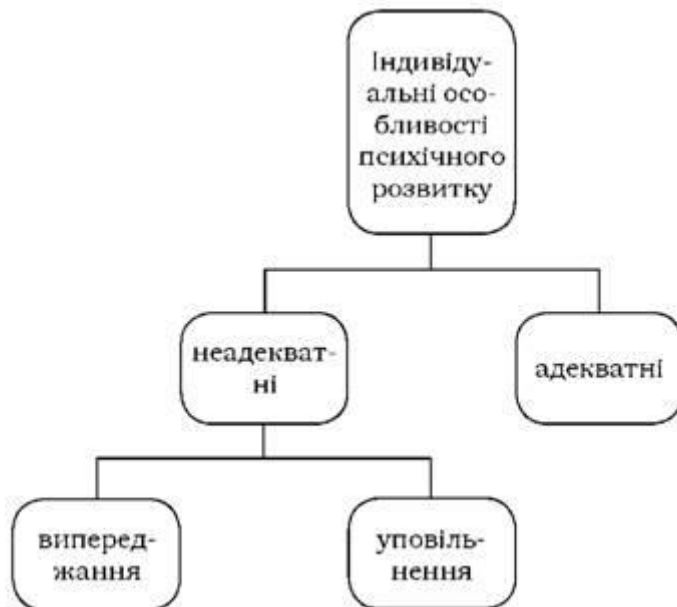 Індивіду-
альні осо-
бливості
психічного
розвитку
неадекват-
ні
адекватні
виперед-
жання
уповіль-
нення